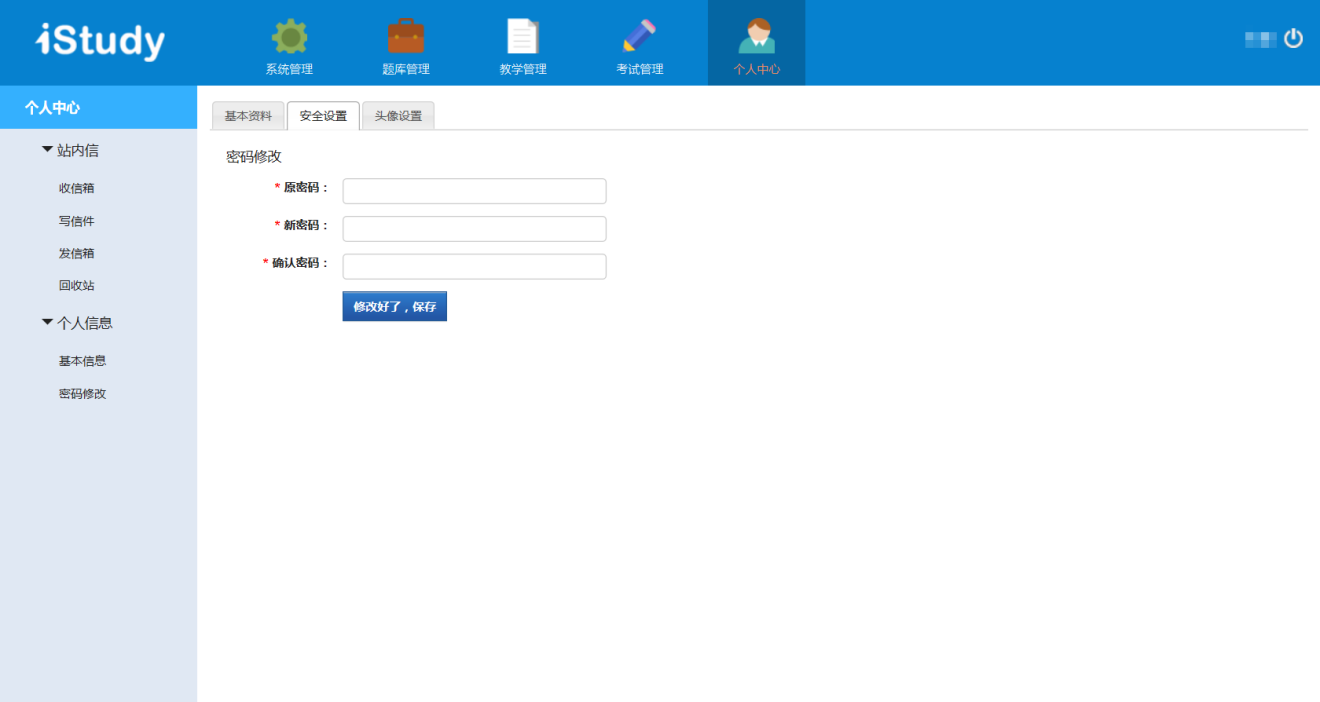 iStudy
系统管理 题库管理 教学管理 考试管理 个人中心
个人中心
站内信
收信箱
写信件
发信箱
回收站
个人信息
基本信息
密码修改
基本资料 安全设置 头像设置
密码修改
* 原密码：
* 新密码：
* 确认密码：
修改好了，保存